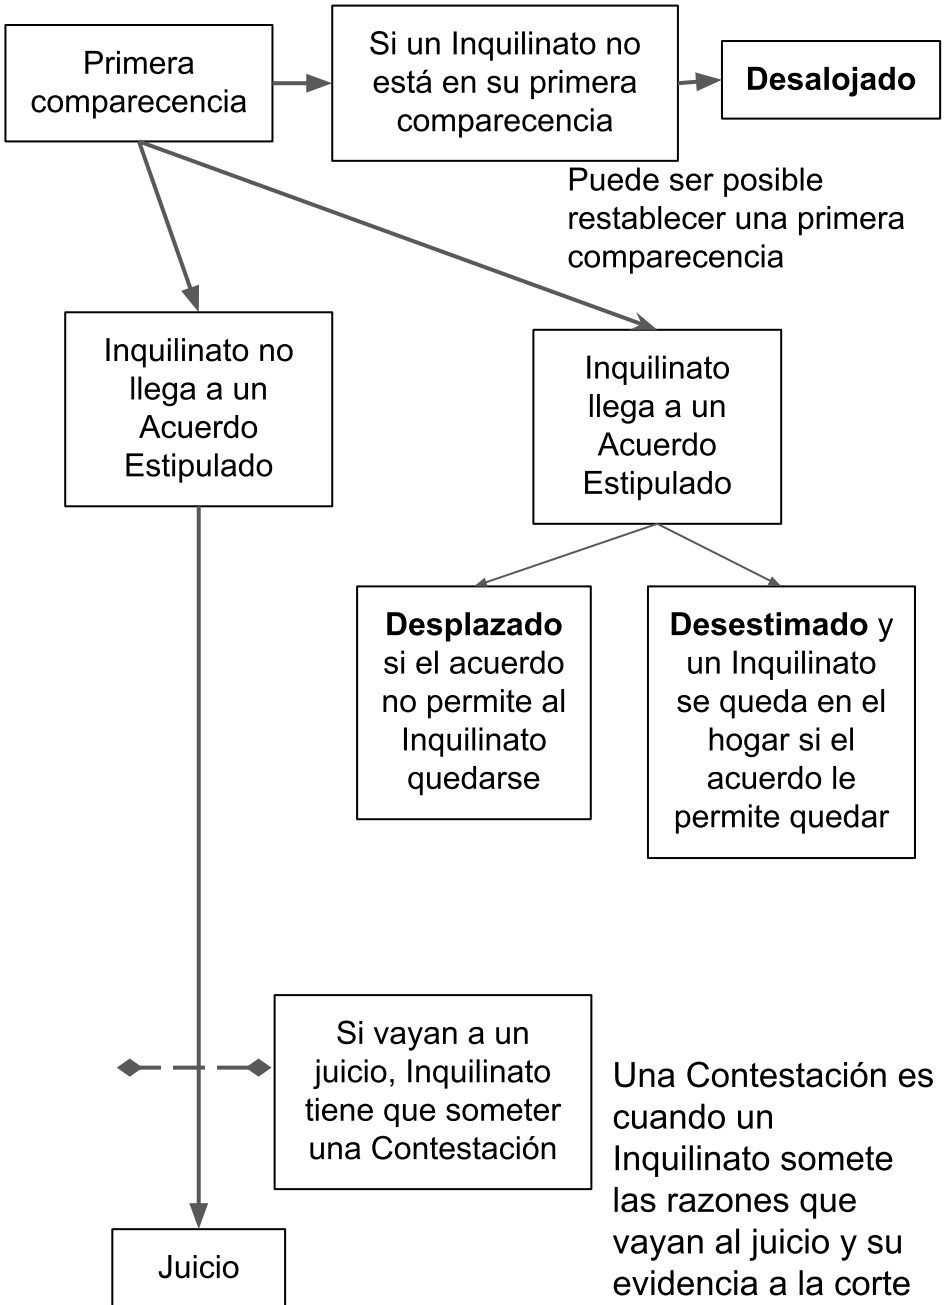 Primera
comparecencia
Si un Inquilinato no
está en su primera
comparecencia
Desalojado
Puede ser posible
restablecer una primera
comparecencia
Inquilinato no
llega a un
Acuerdo
Estipulado
Inquilinato
llega a un
Acuerdo
Estipulado
Desplazado
si el acuerdo
no permite al
Inquilinato
quedarse
Desestimado y
un Inquilinato
se queda en el
hogar si el
acuerdo le
permite quedar
Si vayan a un
juicio, Inquilinato
tiene que someter
una Contestación
Una Contestación es
cuando un
Inquilinato somete
las razones que
vayan al juicio y su
evidencia a la corte
Juicio